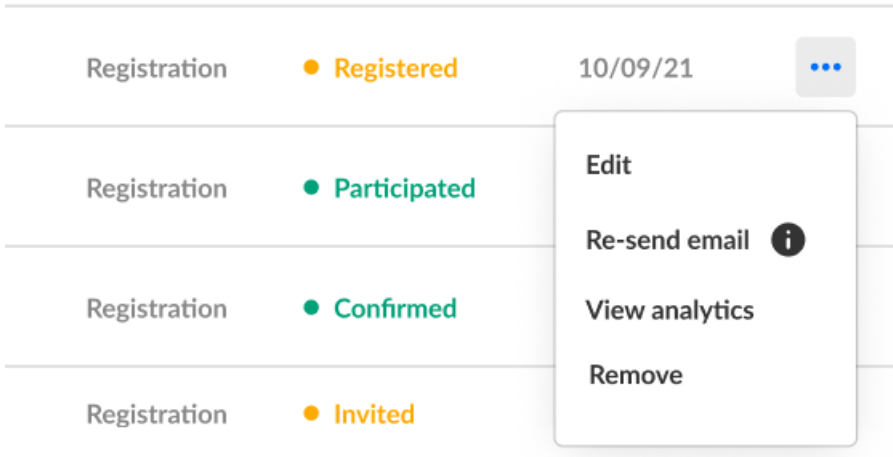 Registration Registered 10/09/21
Edit
Registration Participated
Re-send email
Registration Confirmed
View analytics
Remove
Registration Invited